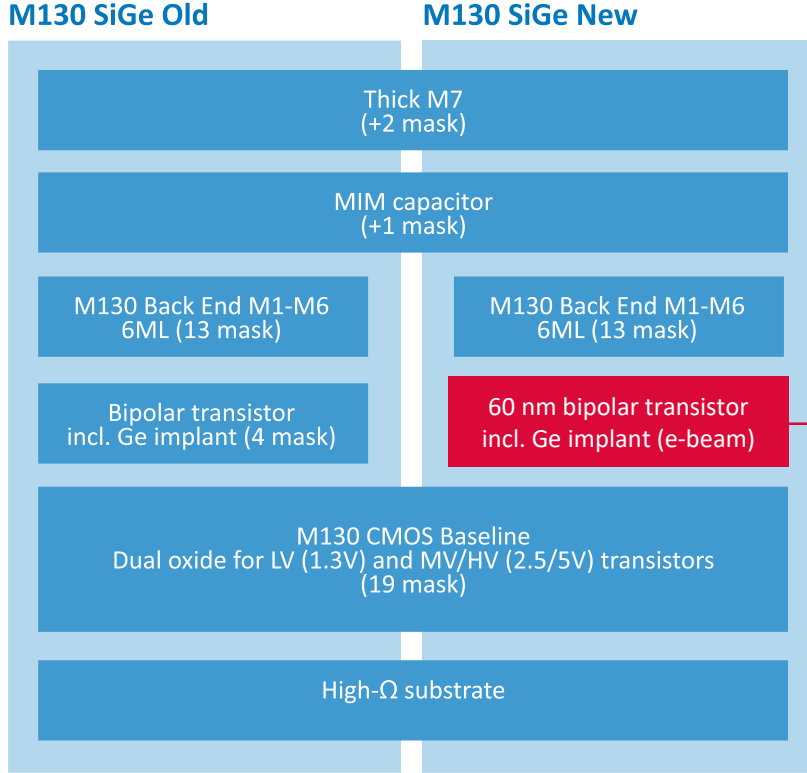 M130 SiGe Old
M130 SiGe New
Thick M7
(+2 mask)
MIM capacitor
(+1 mask)
M130 Back End M1-M6
6ML (13 mask)
M130 Back End M1-M6
6ML (13 mask)
Bipolar transistor
incl. Ge implant (4 mask)
60 nm bipolar transistor
incl. Ge implant (e-beam)
M130 CMOS Baseline
Dual oxide for LV (1.3V) and MV/HV (2.5/5V) transistors
(19 mask)
High-Ω substrate